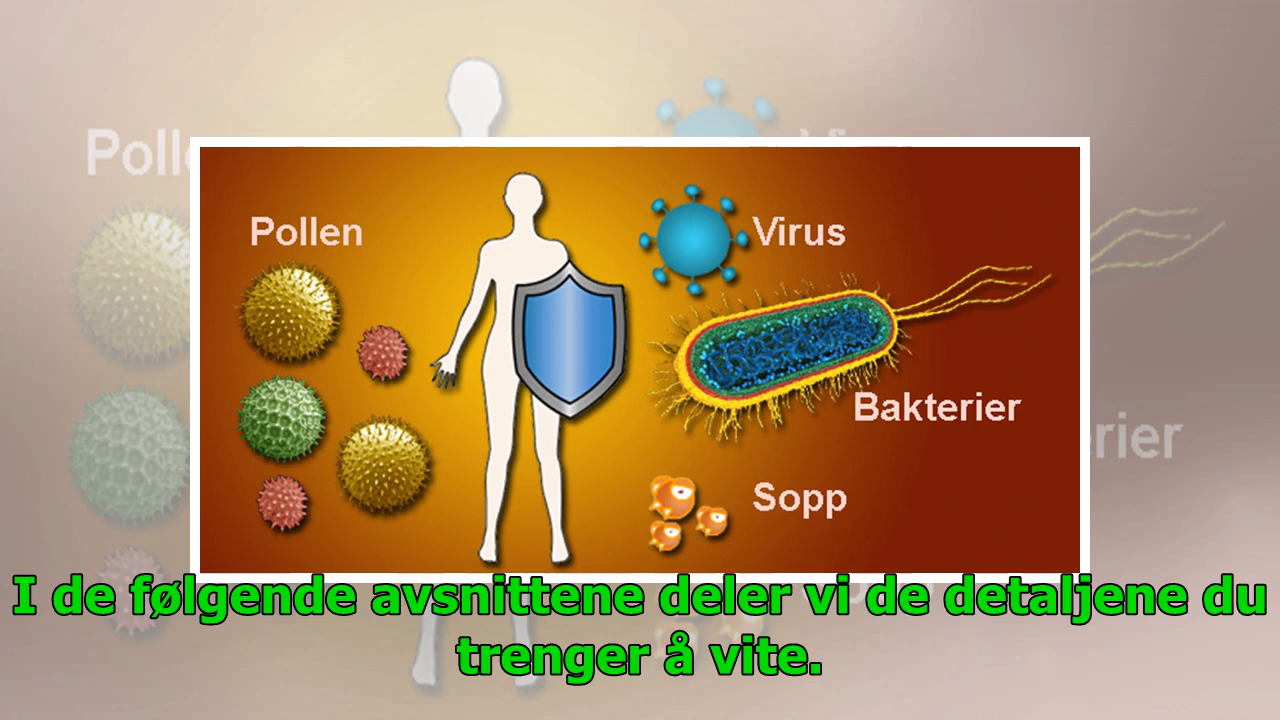 Pollen
Virus
Bakterier
Sopp
I de følgende avsnittene deler vi de detaljene du
trenger å vite.